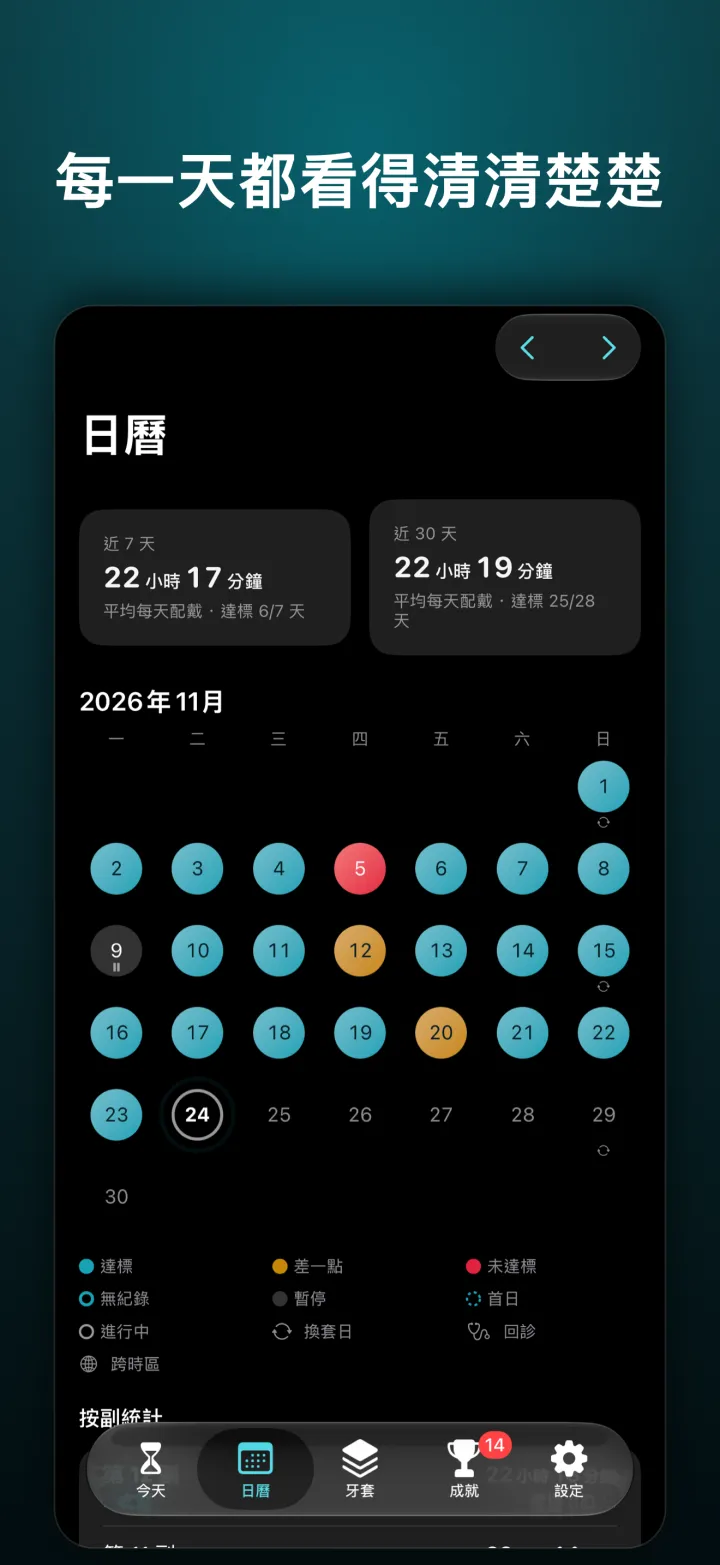 每一天都看得清清楚楚
日曆
近 7 天
22 小時 17 分鐘
平均每天配戴・達標 6/7 天
近 30 天
22 小時 19 分鐘
平均每天配戴・達標 25/28
天
2026年11月
一 二 三 四 五 六 日
1
2 3 4 5 6 7 8
9 10 11 12 13 14 15
16 17 18 19 20 21 22
23 24 25 26 27 28 29
30
達標 差一點 未達標
無紀錄 暫停 首日
進行中 換套日 回診
跨時區
按副統計
14
今天 日曆 牙套 成就 設定